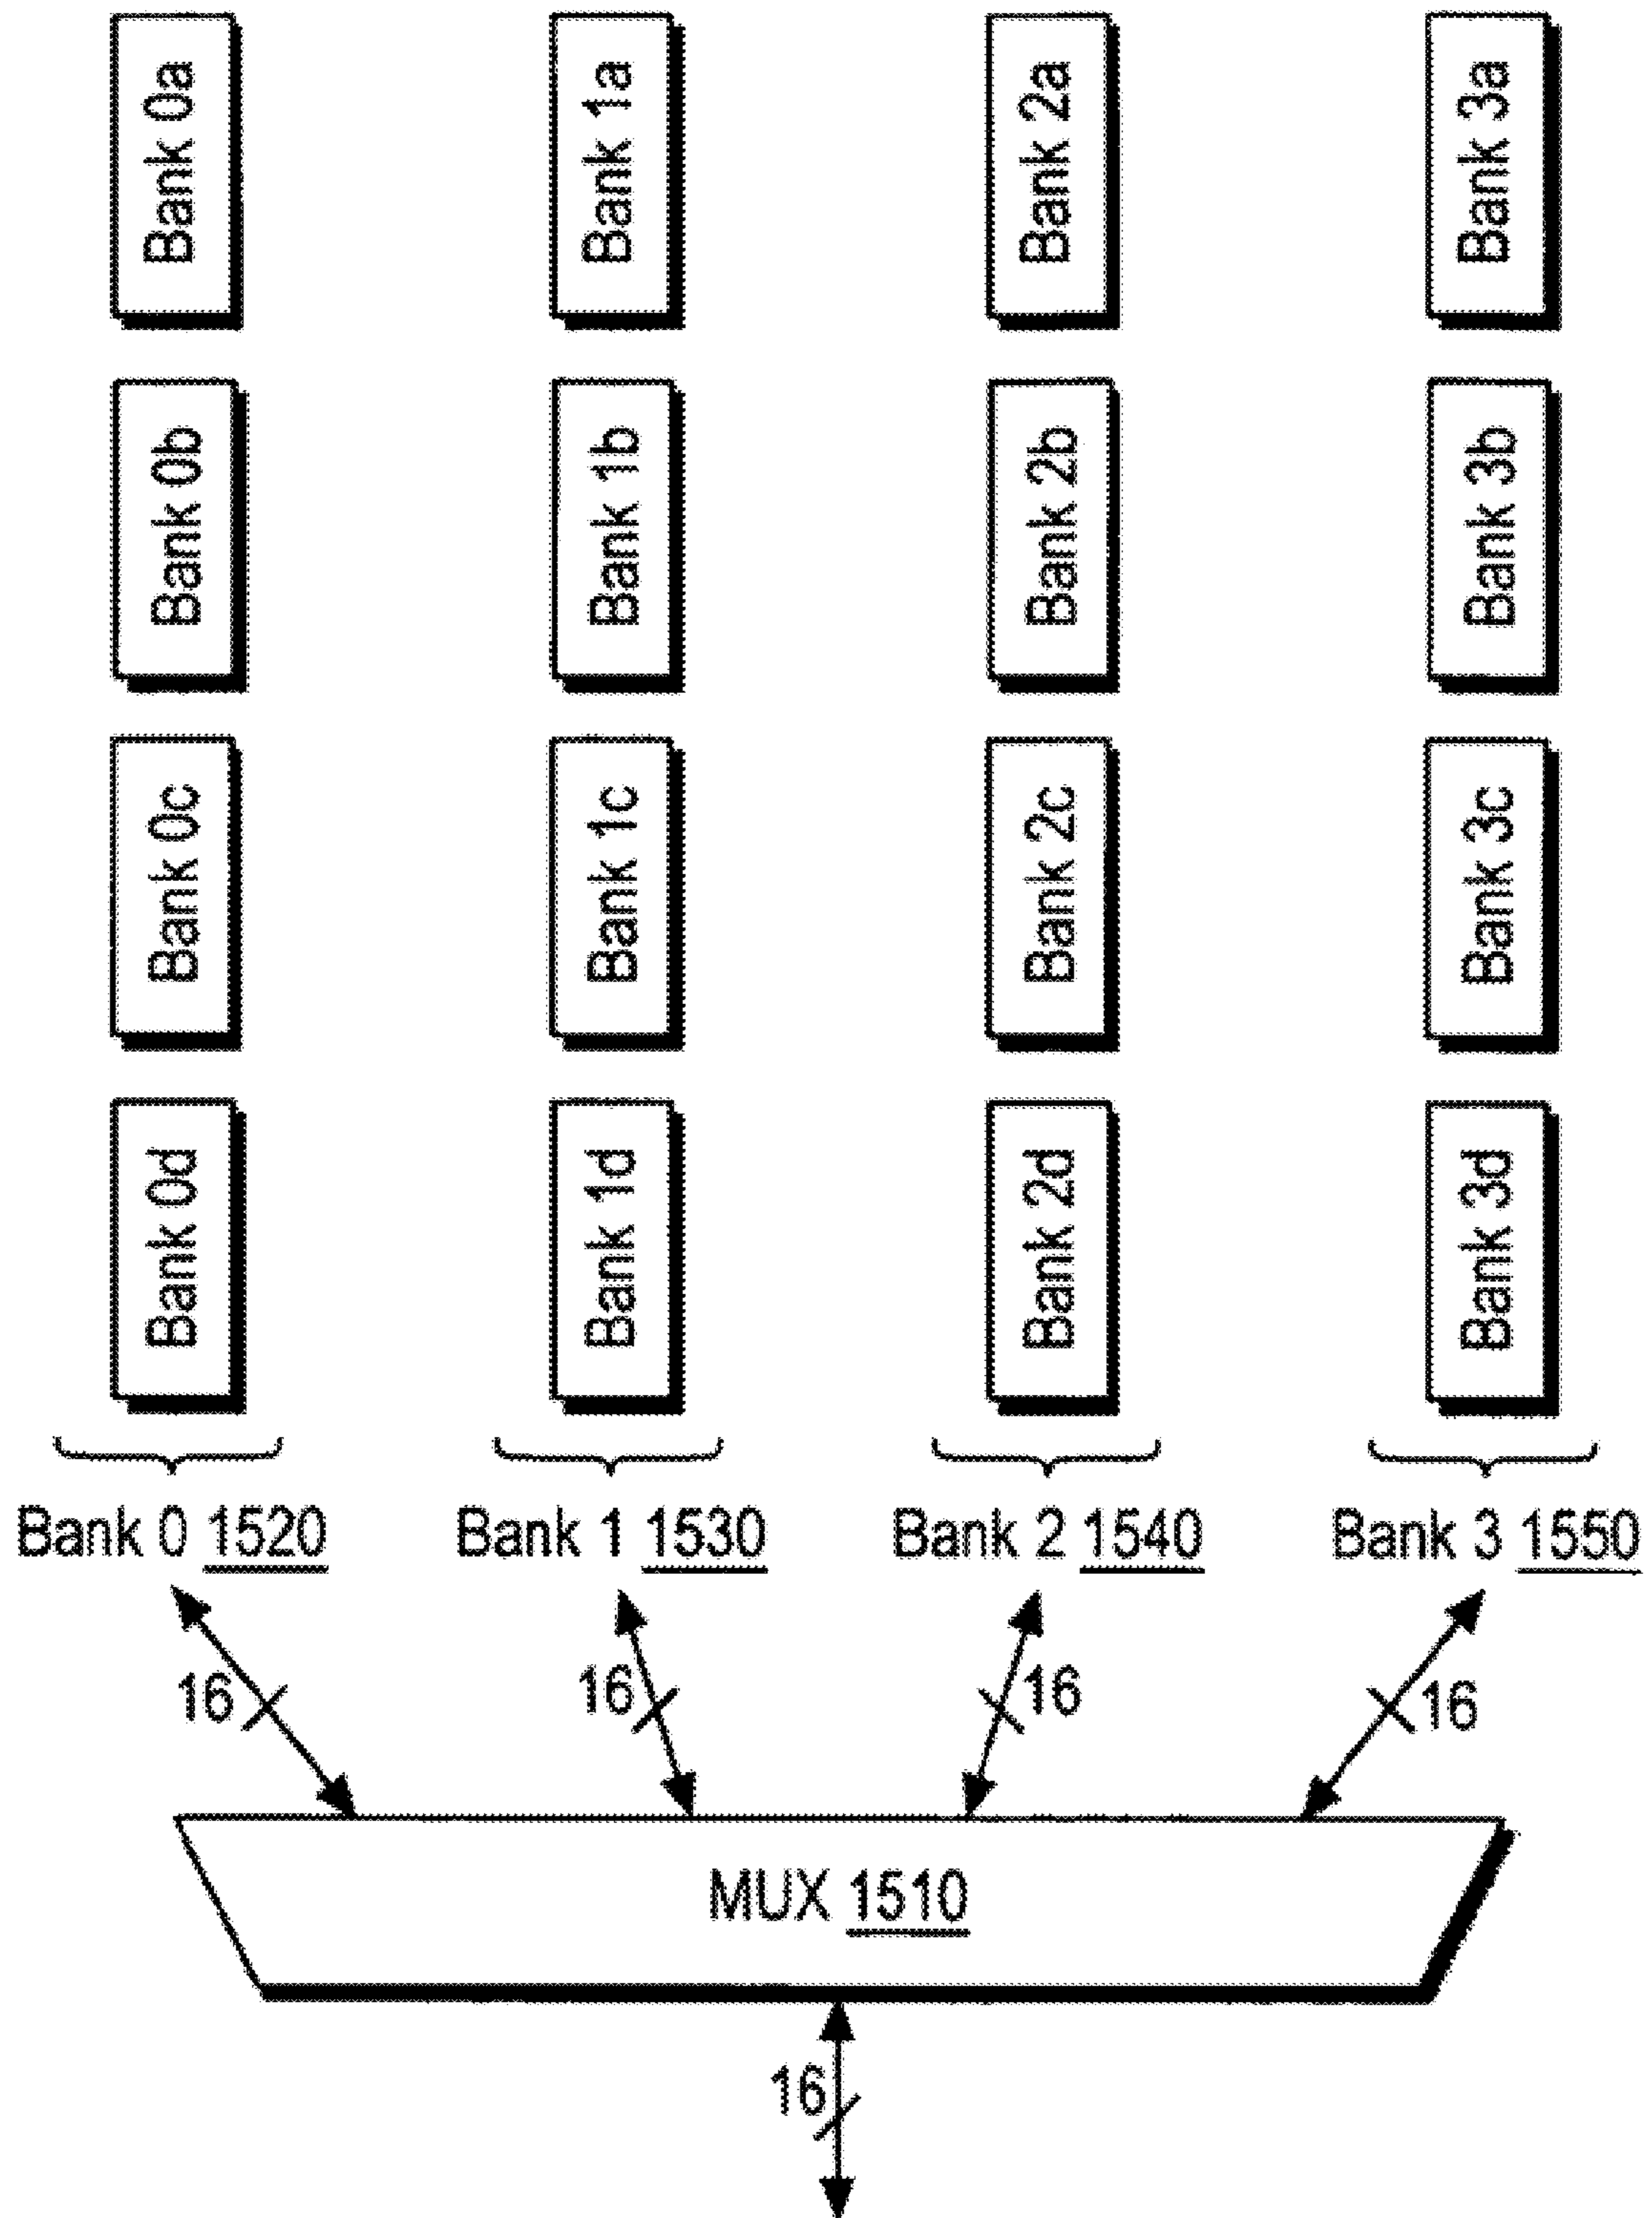 Bank 0a
Bank 1a
Bank 2a
Bank 3a
Bank 0b
Bank 1b
Bank 2b
Bank 3b
Bank 0c
Bank 1c
Bank 2c
Bank 3c
Bank 0d
Bank 1d
Bank 2d
Bank 3d
Bank 0 1520
Bank 1 1530
Bank 2 1540
Bank 3 1550
16
16
16
16
MUX 1510
16